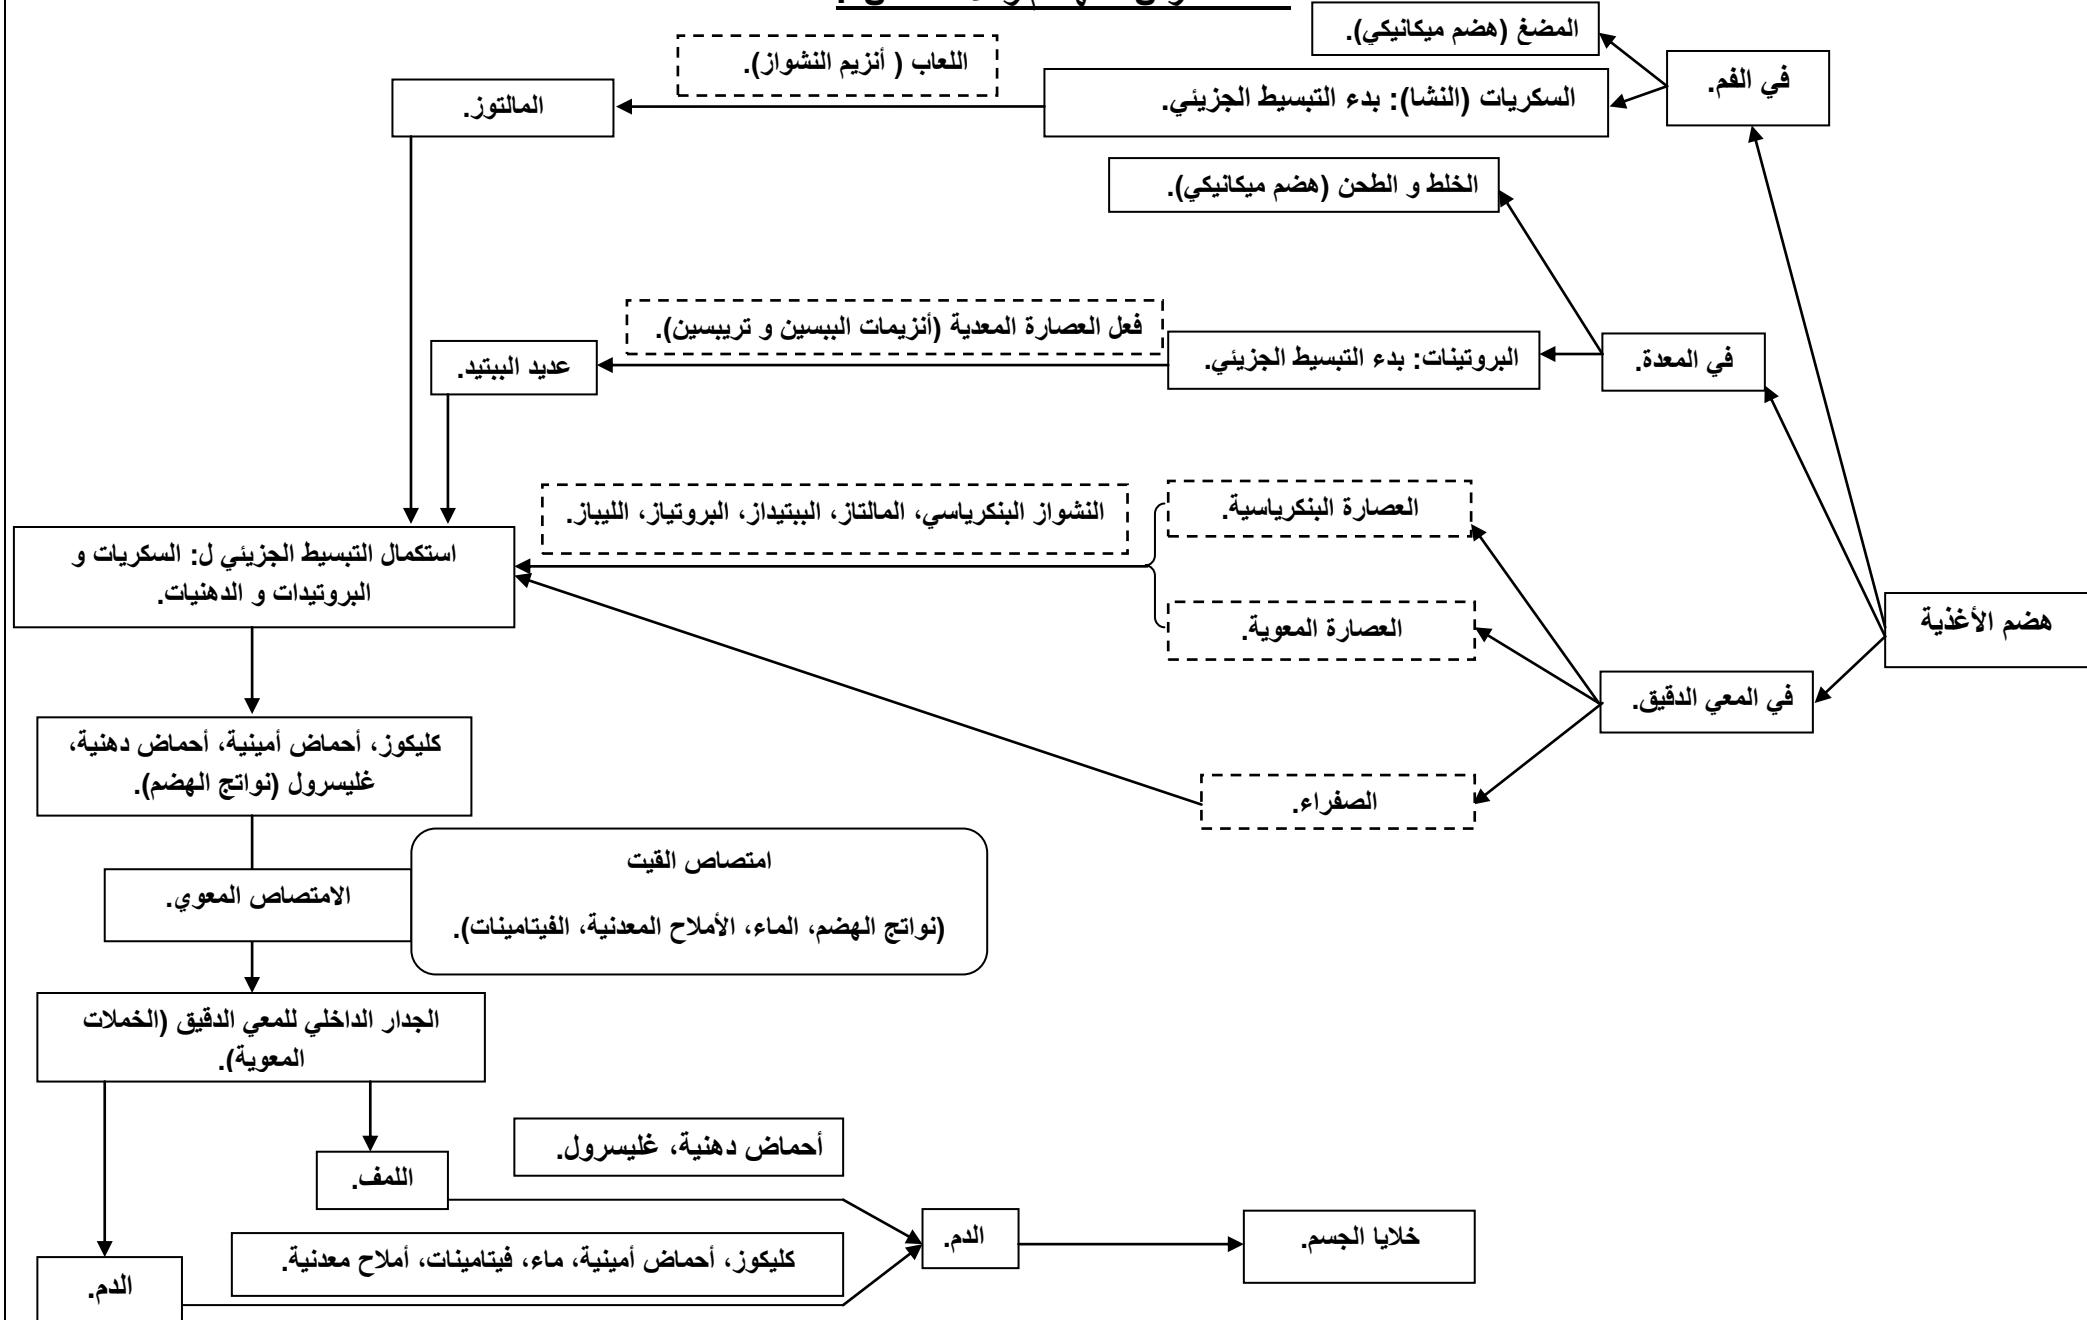 المضغ (هضم ميكانيكي).
في الفم.
اللعاب ( أنزيم النشواز).
السكريات (النشا): بدء التبسيط الجزيئي.
المالتوز.
الخلط و الطحن (هضم ميكانيكي).
فعل العصارة المعدية (أنزيمات الببسين و تريبسين).
في المعدة.
البروتينات: بدء التبسيط الجزيئي.
عديد الببتيد.
العصارة البنكرياسية.
النشواز البنكرياسي، المالتاز، الببتيداز، البروتياز، الليباز.
استكمال التبسيط الجزيئي ل: السكريات و
البروتيدات و الدهنيات.
هضم الأغذية
العصارة المعوية.
في المعي الدقيق.
كليكوز، أحماض أمينية، أحماض دهنية،
غليسرول (نواتج الهضم).
الصفراء.
امتصاص القيت
(نواتج الهضم، الماء، الأملاح المعدنية، الفيتامينات).
الامتصاص المعوي.
الجدار الداخلي للمعي الدقيق (الخملات
المعوية).
أحماض دهنية، غليسرول.
اللمف.
خلايا الجسم.
الدم.
كليكوز، أحماض أمينية، ماء، فيتامينات، أملاح معدنية.
الدم.